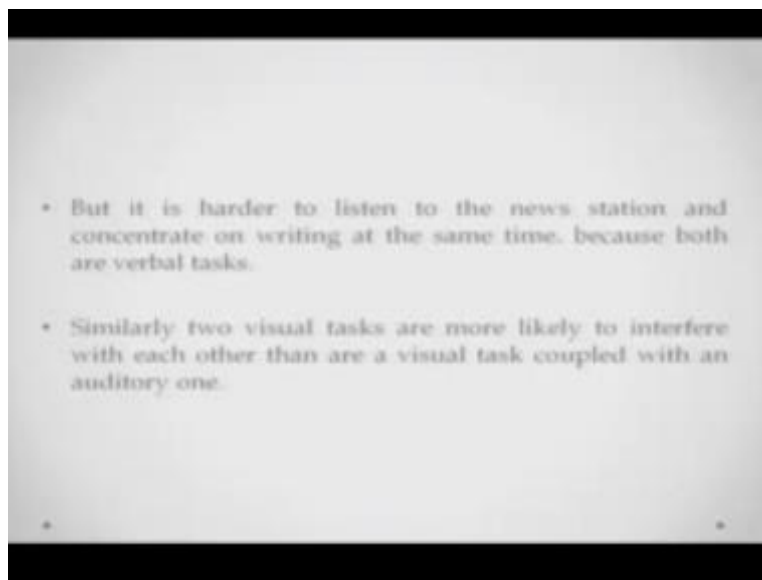 • But it is harder to listen to the news station and
concentrate on writing at the same time. because both
are verbal tasks.
• Similarly two visual tasks are more likely to interfere
with each other than are a visual task coupled with an
auditory one.